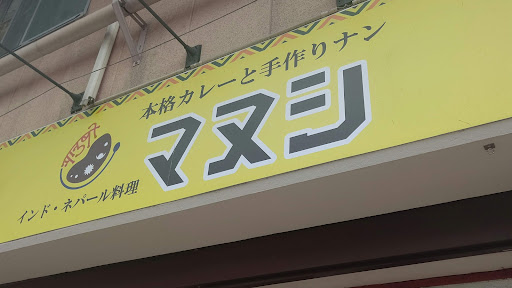 本格カレーと手作りナン
マヌシ
インド・ネパール料理